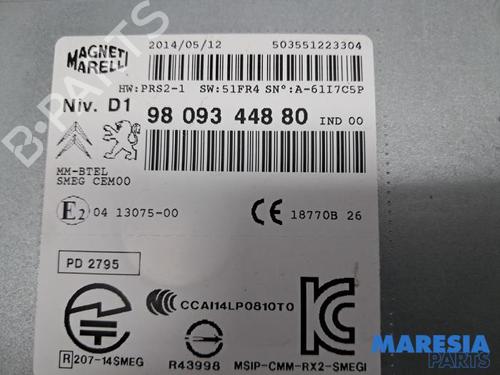 MAGNETI MARELLI
2014/05/12 503551223304
HW:PRS2-1 SW:51FR4 SNº:A-61I7C5P
Niv. D1
98 093 448 80 IND 00
MM-BTEL
SMEG CEM00
E2 04 13075-00
CE 18770B 26
PD 2795
CCAI14LP0810T0
R 207-14SMEG
R43998
MSIP-CMM-RX2-SMEGI
B-PARTS
MARESIA
PARTS